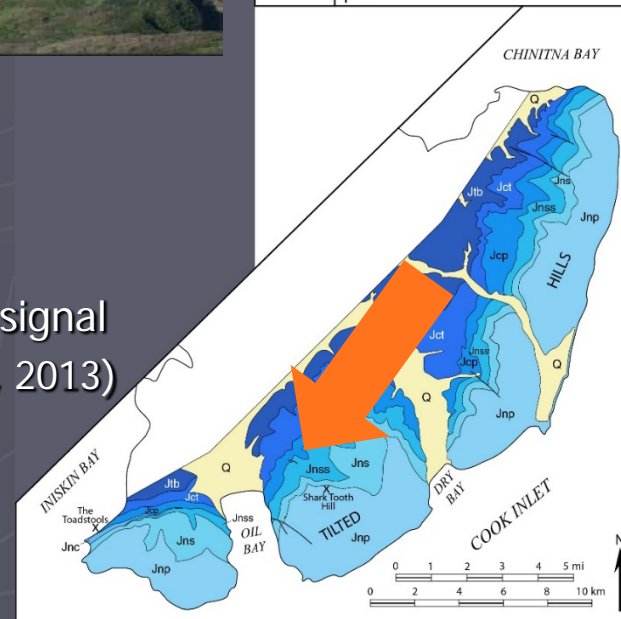 signal
2013)
CHINITNA BAY
Q
Jtb
Jct
Jns
Jnss
Jnp
Jcp
HILLS
Jct
Jnss
Jcp
Q
Q
Jnp
INISKIN BAY
Jtb
Q
Jct
The
Toadstools
X
Jcp
Jnc
Jns
Jnss
Jnp
OIL
BAY
Jnss
Jns
X
Shark Tooth
Hill
TILTED
Jnp
DRY
BAY
COOK INLET
N
0 1 2 3 4 5 mi
0 2 4 6 8 10 km